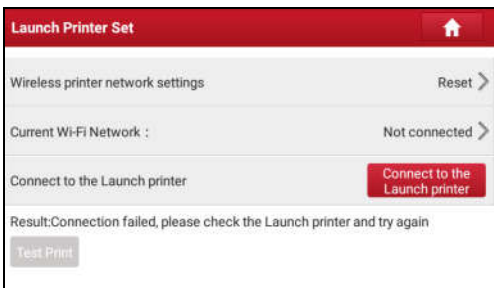 Launch Printer Set
Wireless printer network settings Reset
Current Wi-Fi Network : Not connected
Connect to the Launch printer Connect to the
Launch printer
Result:Connection failed, please check the Launch printer and try again
Test Print